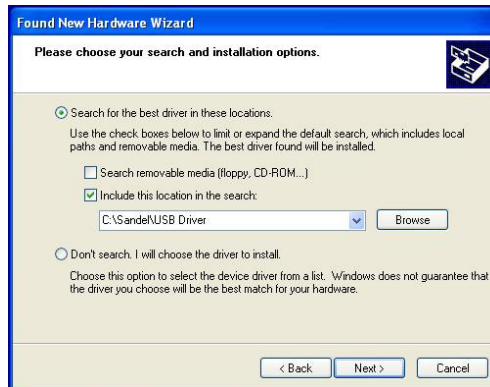 Found New Hardware Wizard
Please choose your search and installation options.
Search for the best driver in these locations.
Use the check boxes below to limit or expand the default search, which includes local
paths and removable media. The best driver found will be installed.
Search removable media (floppy, CD-ROM...)
Include this location in the search:
C:\Sandel\USB Driver
Browse
Don't search. I will choose the driver to install.
Choose this option to select the device driver from a list. Windows does not guarantee that
the driver you choose will be the best match for your hardware.
< Back Next > Cancel